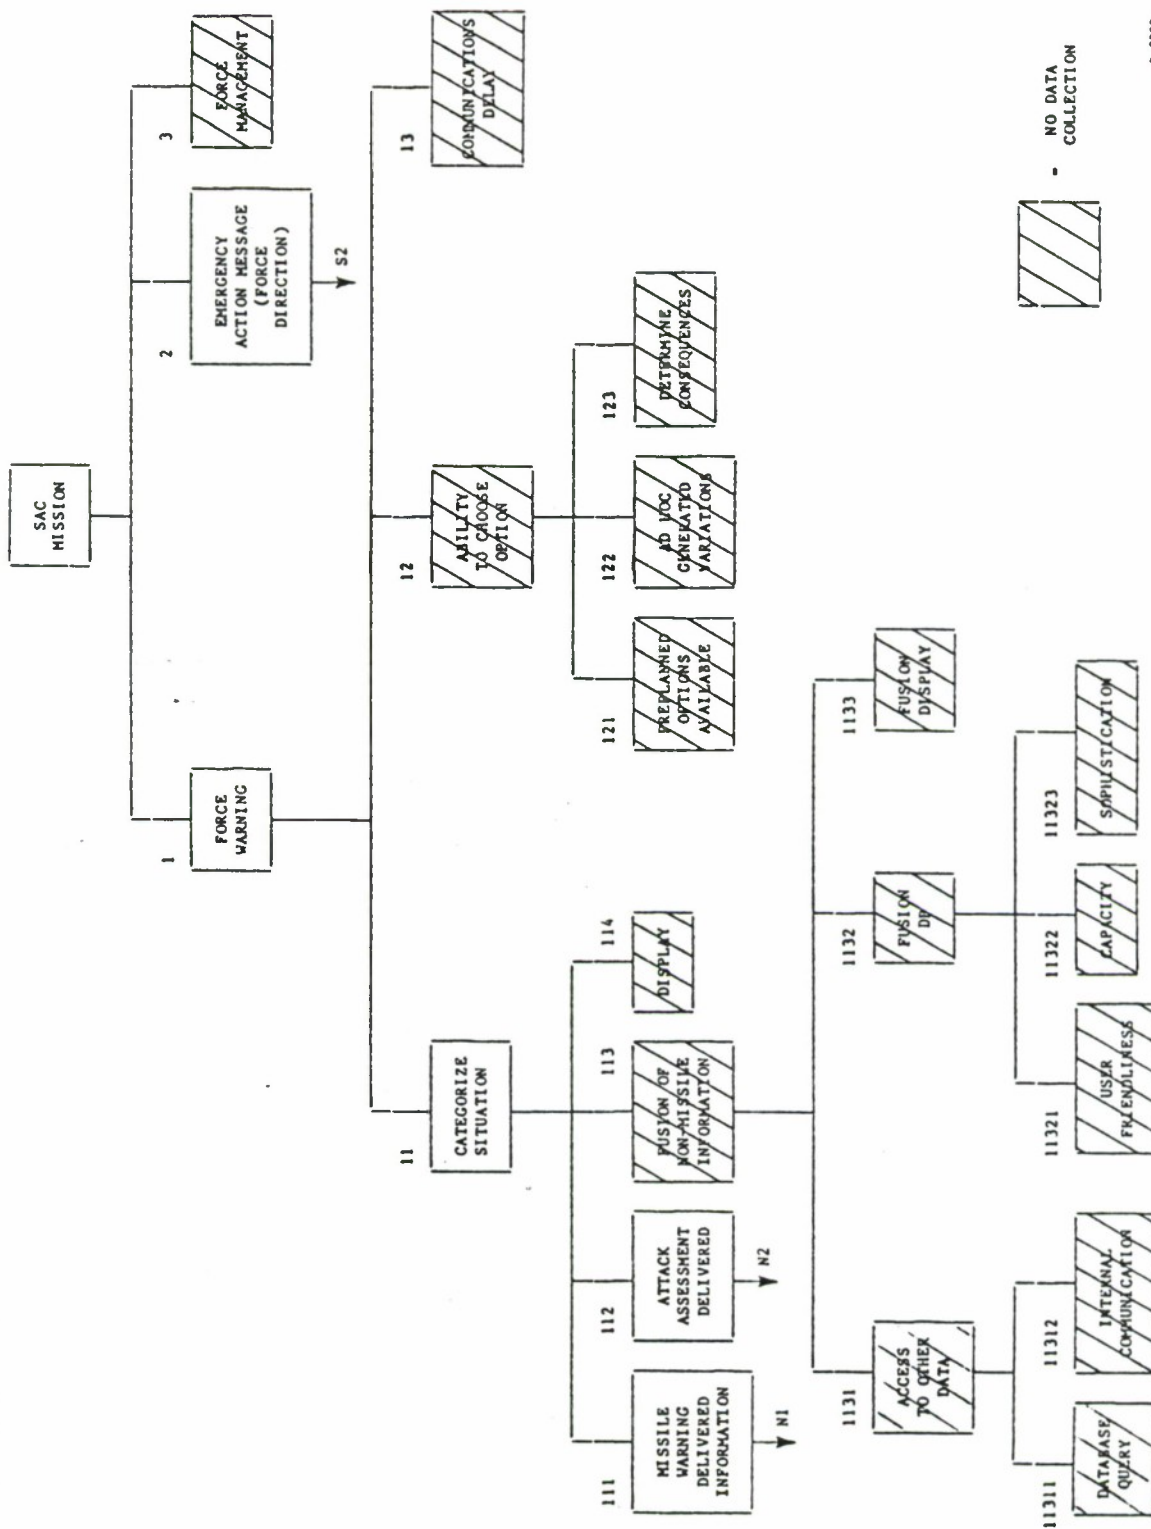 SAC
MISSION
1
FORCE
WARNING
2
EMERGENCY
ACTION MESSAGE
(FORCE
DIRECTION)
S2
3
FORCE
MANAGEMENT
11
CATEGORIZE
SITUATION
12
ABILITY
TO CHOOSE
OPTION
13
COMMUNICATIONS
DELAY
111
MISSILE
WARNING
DELIVERED
INFORMATION
N1
112
ATTACK
ASSESSMENT
DELIVERED
N2
113
FUSION OF
NON-MISSILE
INFORMATION
114
DISPLAY
121
PREPLANNED
OPTIONS
AVAILABLE
122
AD HOC
GENERATED
VARIATIONS
123
DETERMINE
CONSEQUENCES
1131
ACCESS
TO OTHER
DATA
1132
FUSION
DP
1133
FUSION
DISPLAY
11311
DATABASE
QUERY
11312
INTERNAL
COMMUNICATION
11321
USER
FRIENDLINESS
11322
CAPACITY
11323
SOPHISTICATION
- NO DATA
COLLECTION